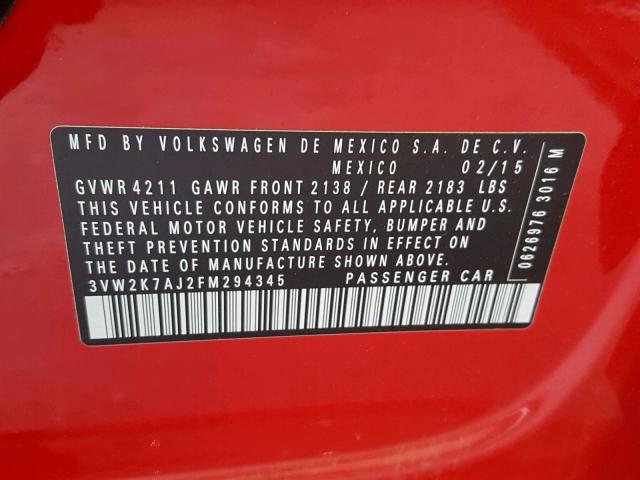 MFD BY VOLKSWAGEN DE MEXICO S.A. DE C.V.
MEXICO 02/15
GVWR 4211 GAWR FRONT 2138 / REAR 2183 LBS
THIS VEHICLE CONFORMS TO ALL APPLICABLE U.S.
FEDERAL MOTOR VEHICLE SAFETY, BUMPER AND
THEFT PREVENTION STANDARDS IN EFFECT ON
THE DATE OF MANUFACTURE SHOWN ABOVE.
3VW2K7AJ2FM294345 PASSENGER CAR
0626976 3016 M